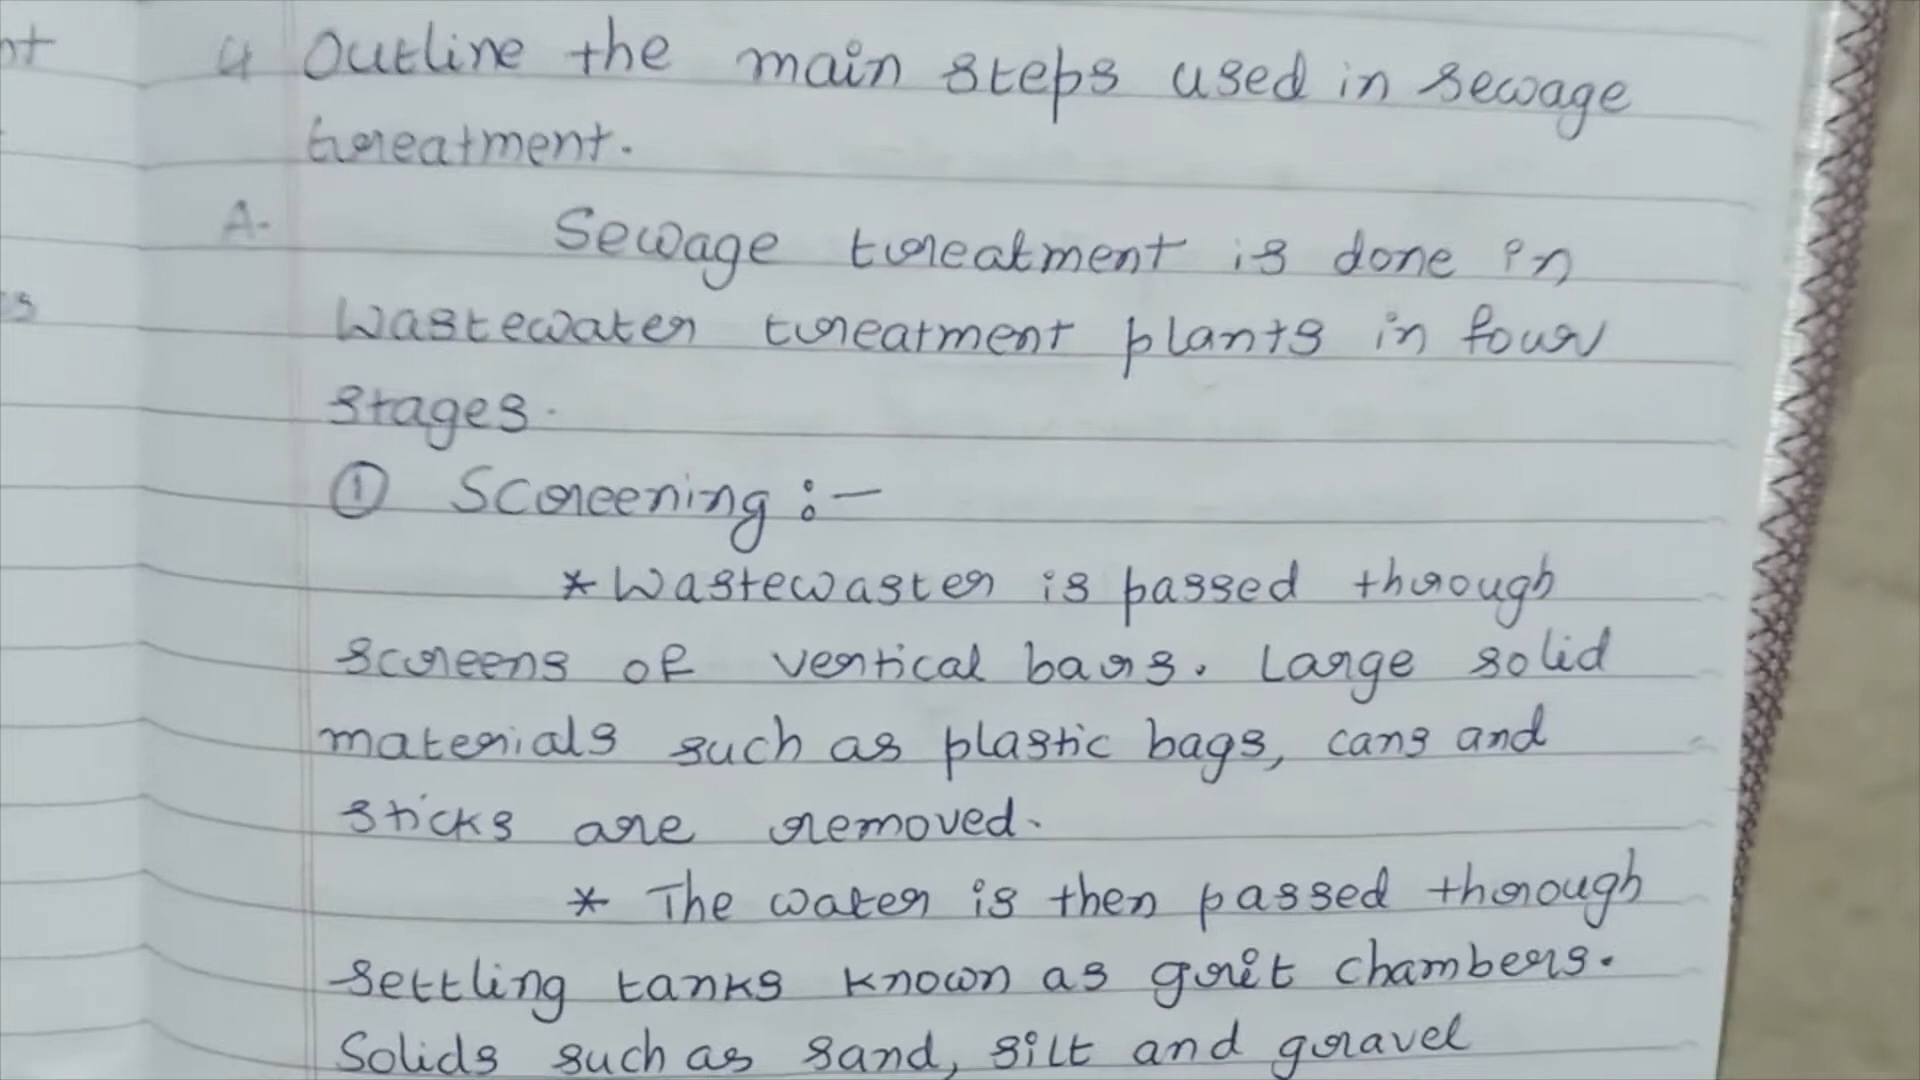 nt
4 Outline the main steps used in sewage
treatment.
A. Sewage treatment is done in
wastewater treatment plants in four
stages.
① Screening :-
* Wastewaster is passed through
screens of vertical bars. Large solid
materials such as plastic bags, cans and
sticks are removed.
* The water is then passed through
settling tanks known as grit chambers.
Solids such as sand, silt and gravel